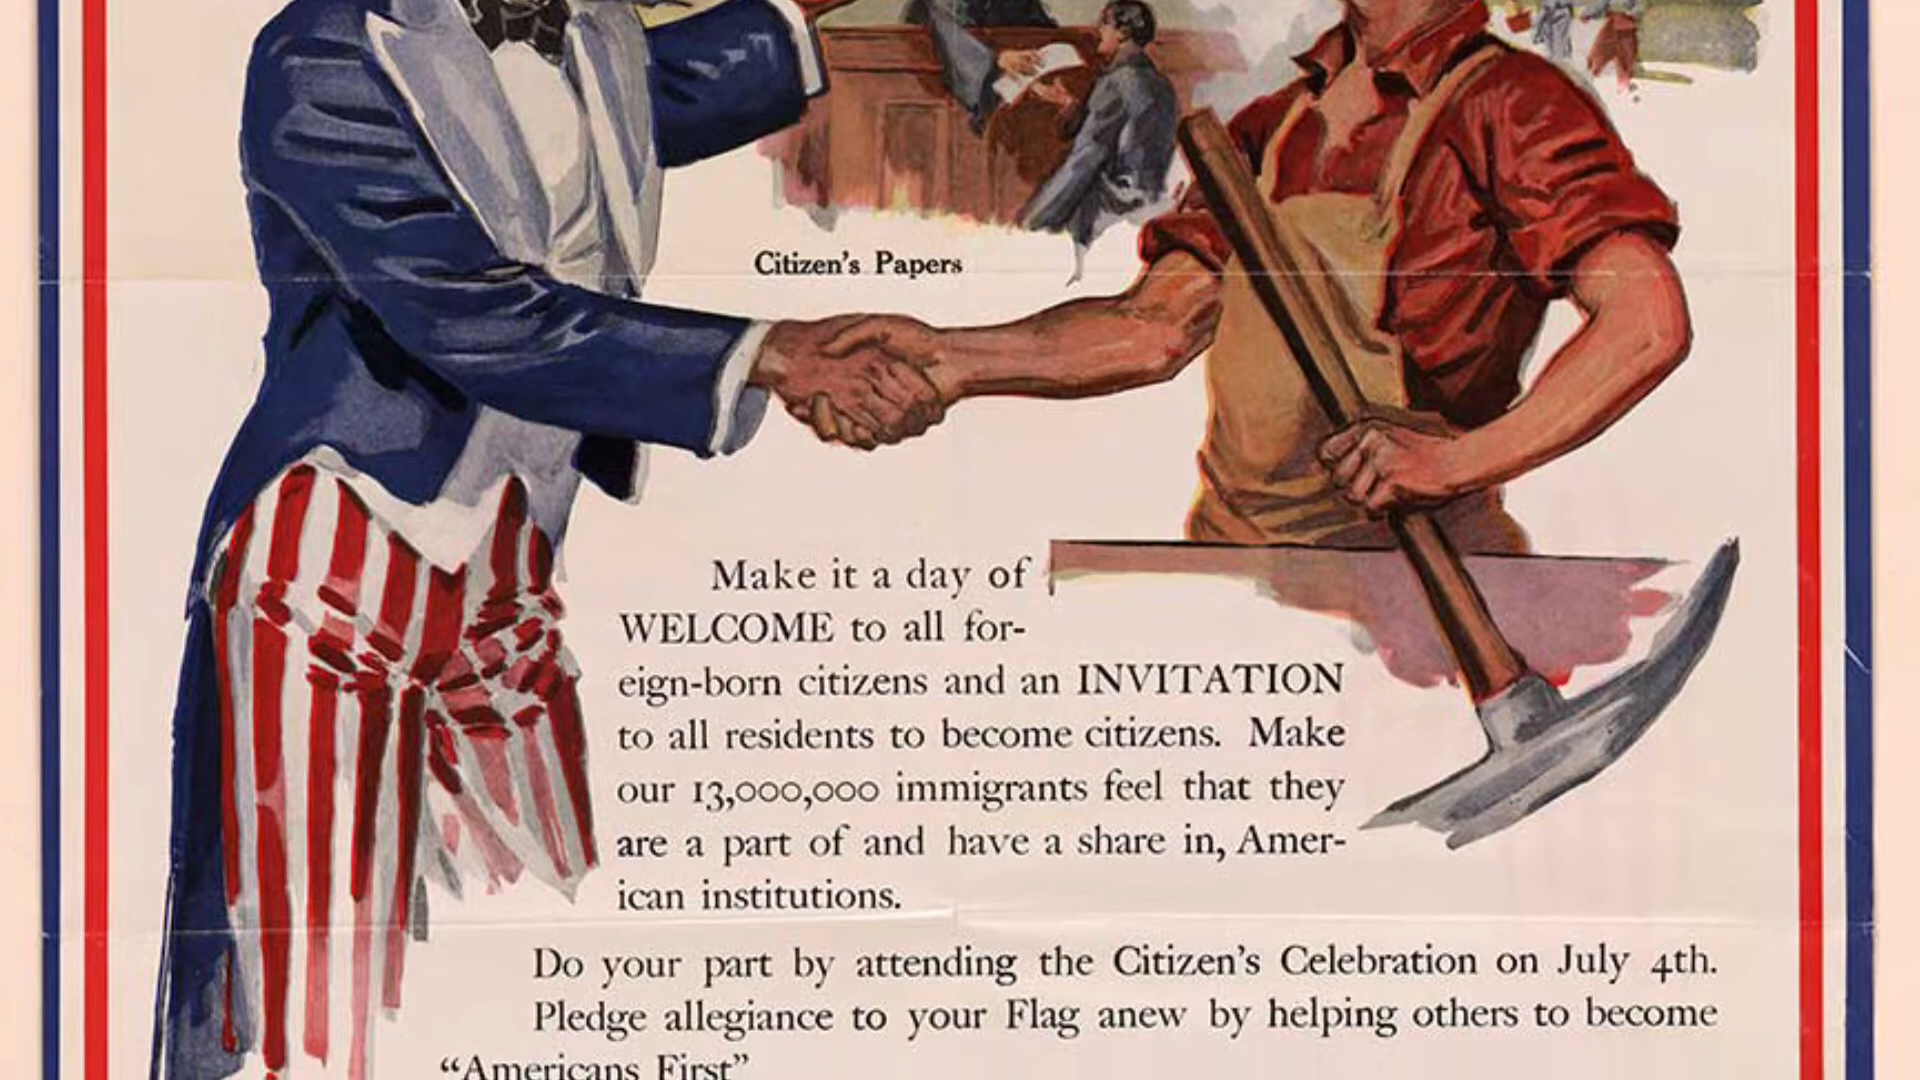 Citizen's Papers
Make it a day of
WELCOME to all for-
eign-born citizens and an INVITATION
to all residents to become citizens. Make
our 13,000,000 immigrants feel that they
are a part of and have a share in, Amer-
ican institutions.
Do your part by attending the Citizen's Celebration on July 4th.
Pledge allegiance to your Flag anew by helping others to become
“Americans First”